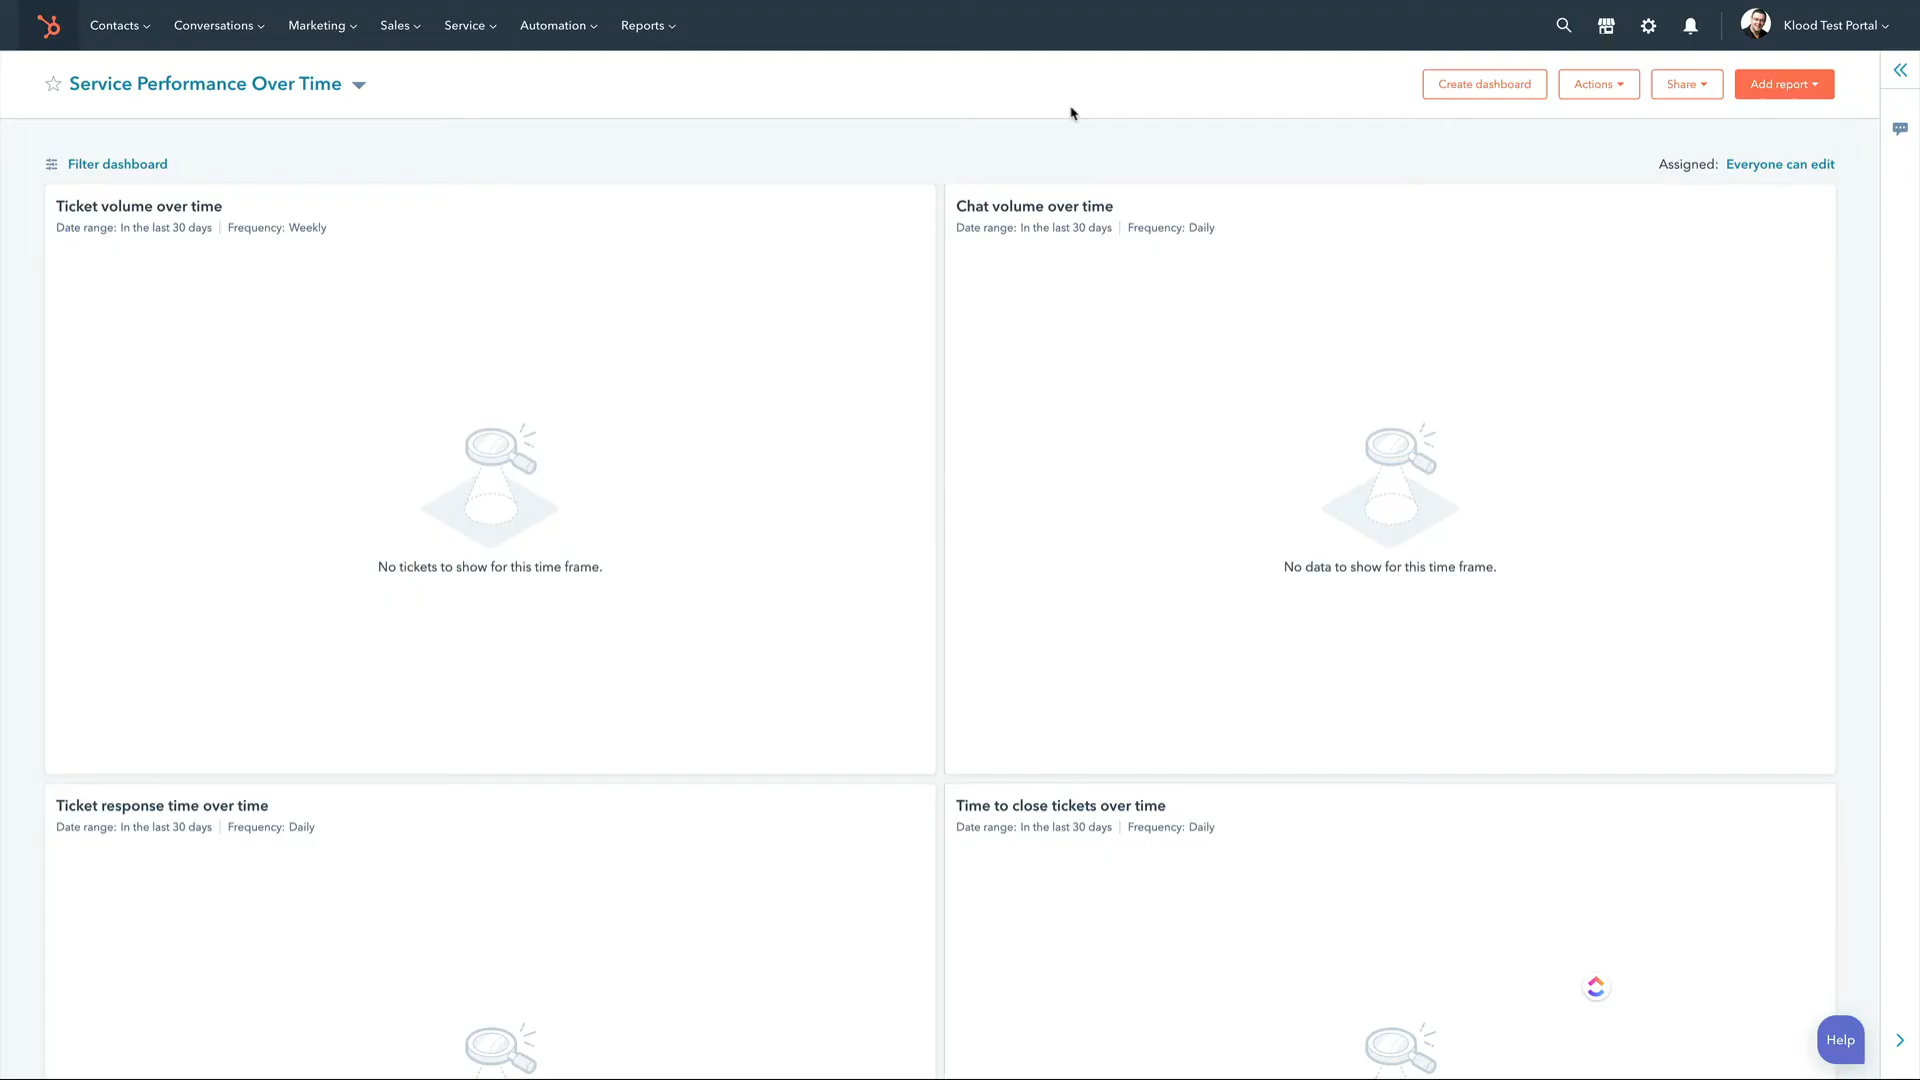 Contacts Conversations Marketing Sales Service Automation Reports Klood Test Portal
Service Performance Over Time Create dashboard Actions Share Add report
Filter dashboard Assigned: Everyone can edit
Ticket volume over time
Date range: In the last 30 days Frequency: Weekly
No tickets to show for this time frame.
Chat volume over time
Date range: In the last 30 days Frequency: Daily
No data to show for this time frame.
Ticket response time over time
Date range: In the last 30 days Frequency: Daily
Time to close tickets over time
Date range: In the last 30 days Frequency: Daily
Help